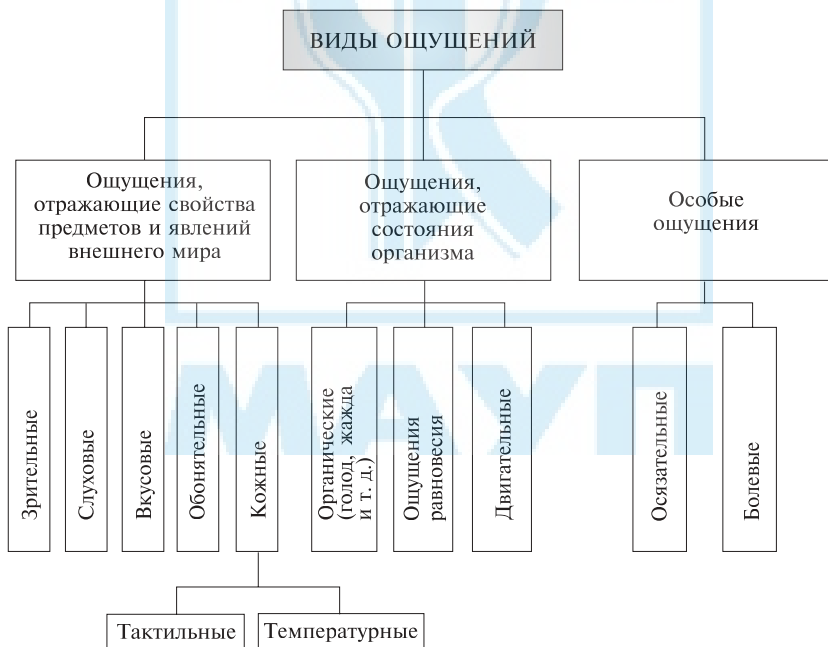 ВИДЫ ОЩУЩЕНИЙ
Ощущения,
отражающие свойства
предметов и явлений
внешнего мира
Ощущения,
отражающие
состояния
организма
Особые
ощущения
Зрительные
Слуховые
Вкусовые
Обонятельные
Кожные
Органические
(голод, жажда
и т. д.)
Ощущения
равновесия
Двигательные
Осязательные
Болевые
МАУП
Тактильные
Температурные